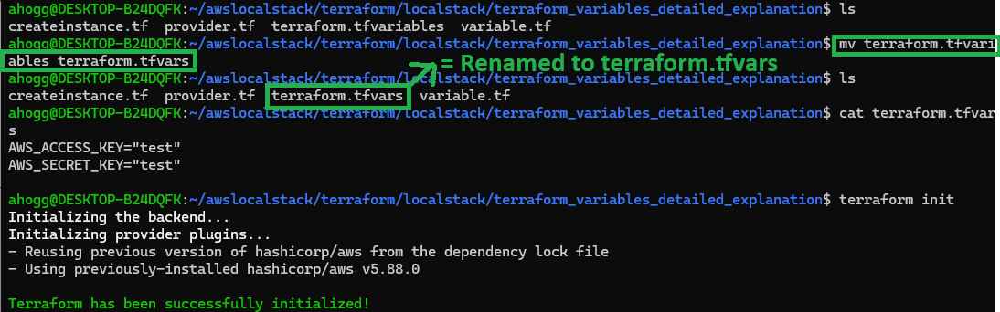 ahogg@DESKTOP-B24DQFK:~/awslocalstack/terraform/localstack/terraform_variables_detailed_explanation$ ls
createinstance.tf  provider.tf  terraform.tfvariables  variable.tf
ahogg@DESKTOP-B24DQFK:~/awslocalstack/terraform/localstack/terraform_variables_detailed_explanation$ mv terraform.tfvari
ables terraform.tfvars
= Renamed to terraform.tfvars
ahogg@DESKTOP-B24DQFK:~/awslocalstack/terraform/localstack/terraform_variables_detailed_explanation$ ls
createinstance.tf  provider.tf  terraform.tfvars  variable.tf
ahogg@DESKTOP-B24DQFK:~/awslocalstack/terraform/localstack/terraform_variables_detailed_explanation$ cat terraform.tfvar
s
AWS_ACCESS_KEY="test"
AWS_SECRET_KEY="test"
ahogg@DESKTOP-B24DQFK:~/awslocalstack/terraform/localstack/terraform_variables_detailed_explanation$ terraform init
Initializing the backend...
Initializing provider plugins...
- Reusing previous version of hashicorp/aws from the dependency lock file
- Using previously-installed hashicorp/aws v5.88.0
Terraform has been successfully initialized!